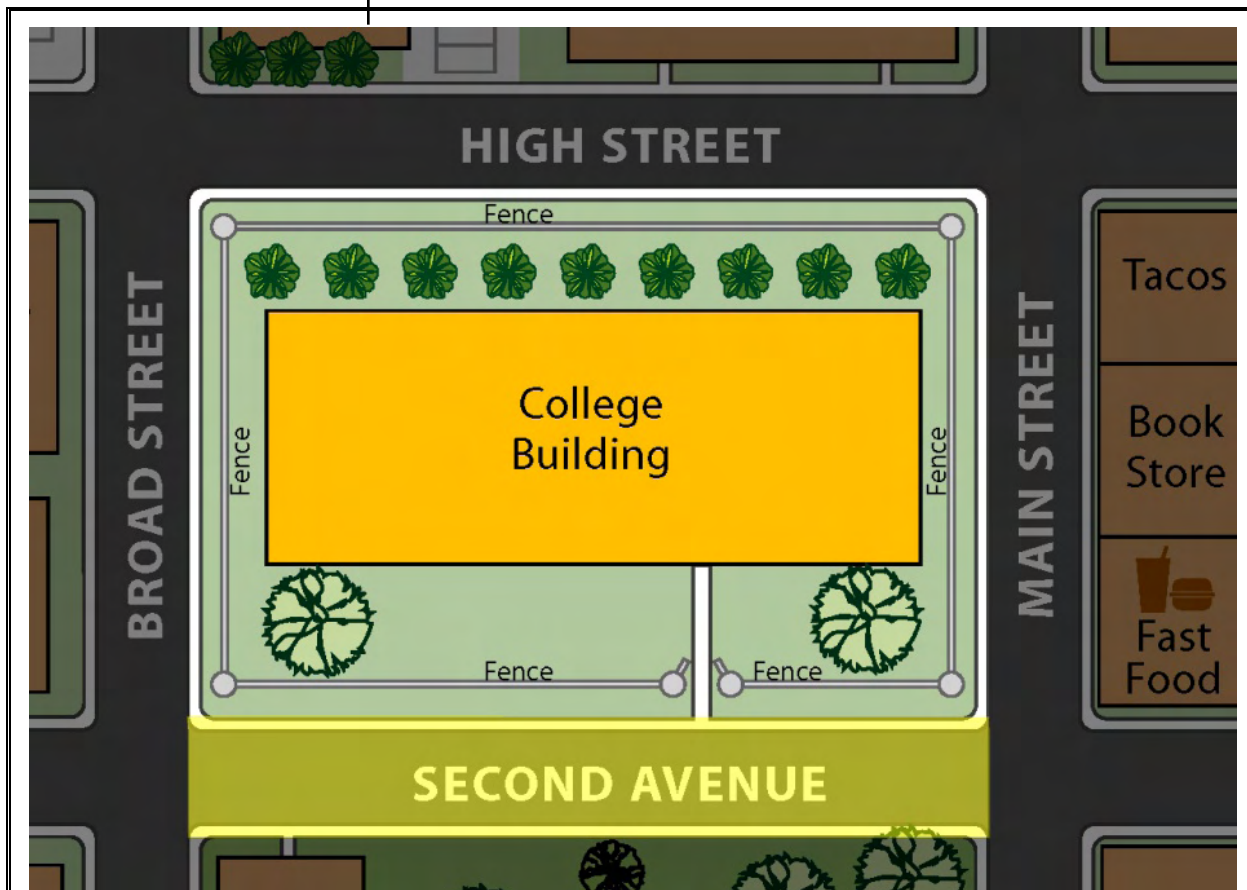 HIGH STREET
Fence
Tacos
BROAD STREET
Fence
College
Building
Fence
MAIN STREET
Book
Store
Fast
Food
Fence
Fence
SECOND AVENUE